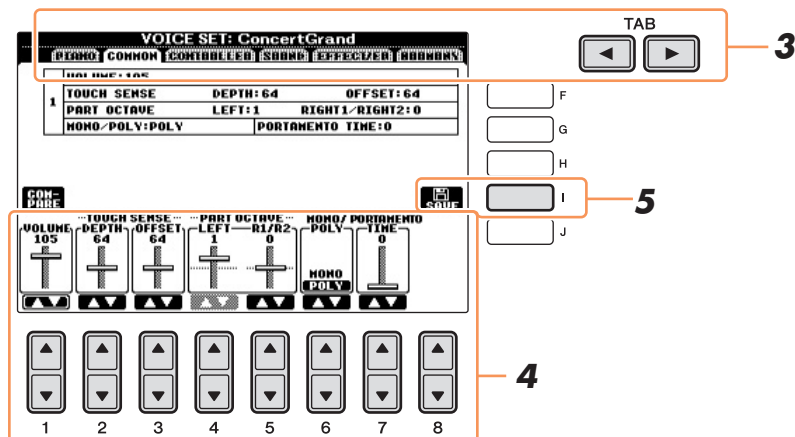 TAB
VOICE SET: ConcertGrand
PIANO COMMON CONTROLLER SOUND EFFECT/EQ HARMONY
3
VOLUME:105
1 TOUCH SENSE DEPTH:64 OFFSET:64
PART OCTAVE LEFT:1 RIGHT1/RIGHT2:0
MONO/POLY:POLY PORTAMENTO TIME:0
F
G
H
I
J
5
COM-
PARE
SAVE
TOUCH SENSE PART OCTAVE MONO/ PORTAMENTO
VOLUME DEPTH OFFSET LEFT R1/R2 POLY TIME
105 64 64 1 0 0
MONO
POLY
4
1 2 3 4 5 6 7 8